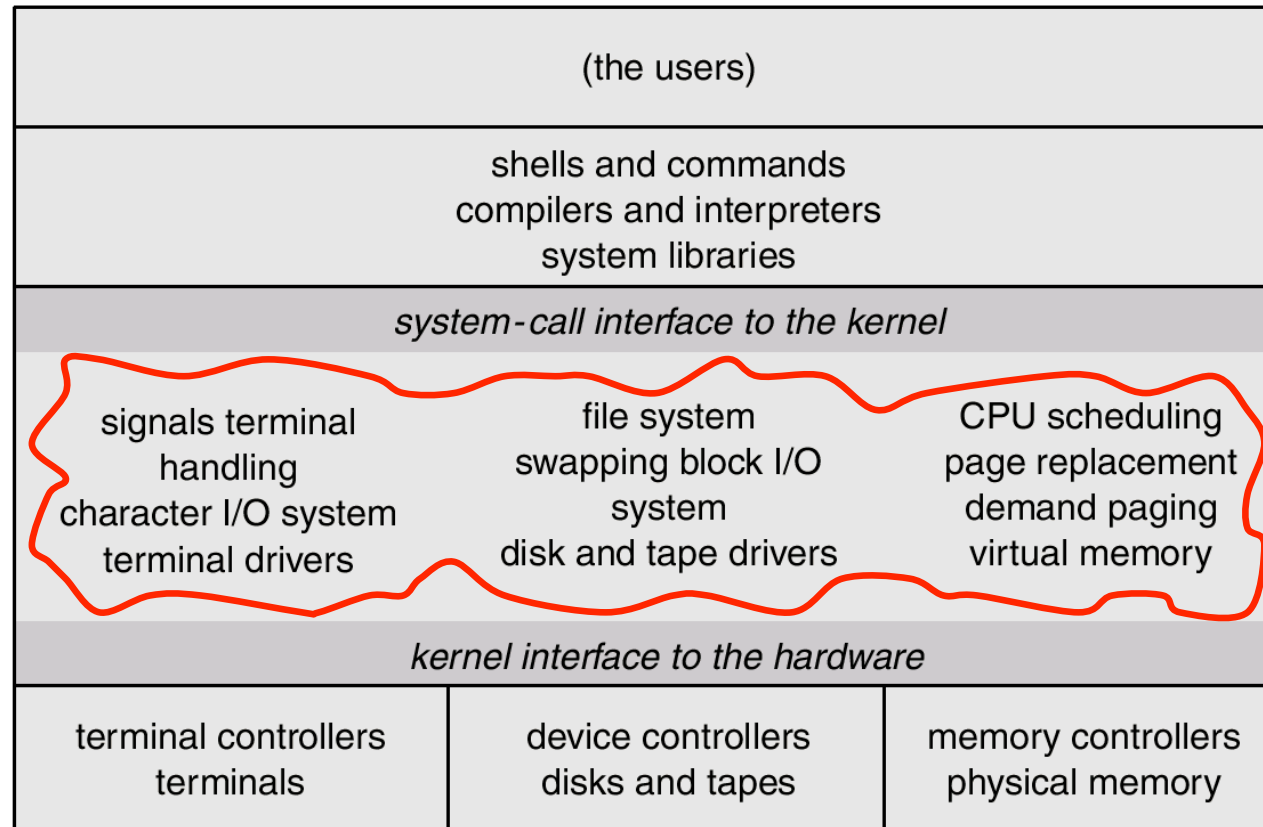 (the users)
shells and commands
compilers and interpreters
system libraries
system-call interface to the kernel
signals terminal
handling
character I/O system
terminal drivers
file system
swapping block I/O
system
disk and tape drivers
CPU scheduling
page replacement
demand paging
virtual memory
kernel interface to the hardware
terminal controllers
terminals
device controllers
disks and tapes
memory controllers
physical memory